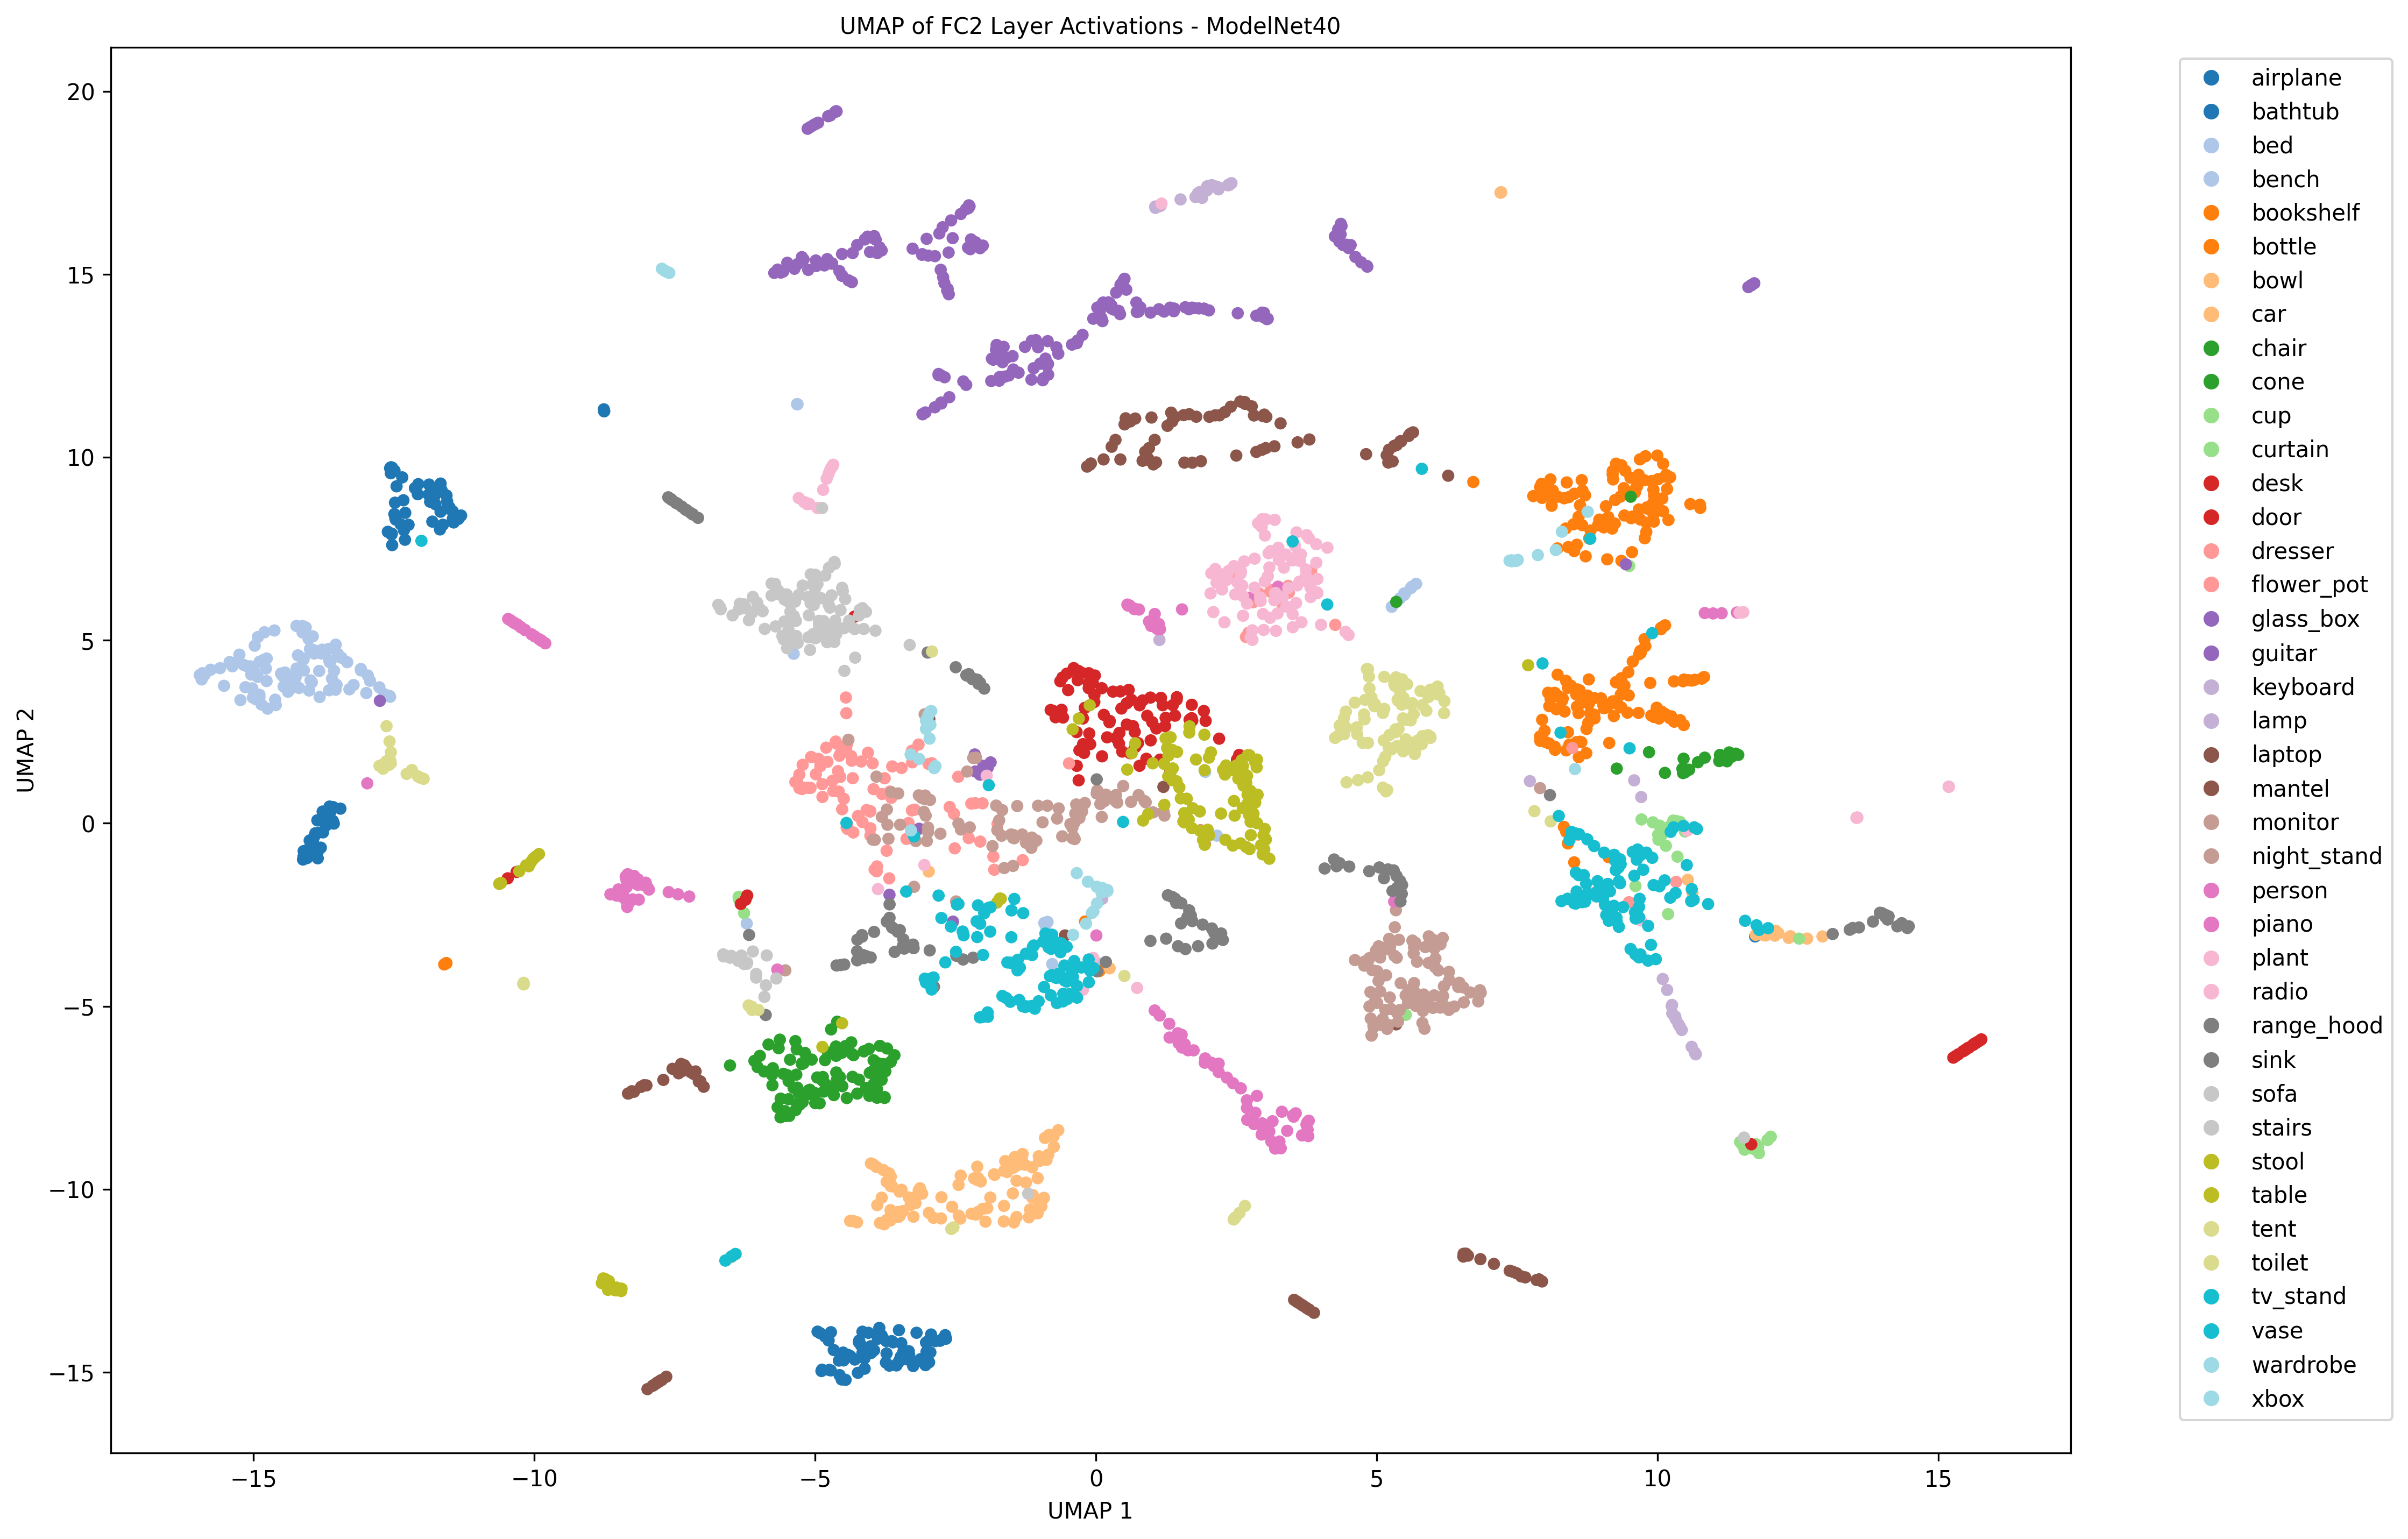 UMAP of FC2 Layer Activations - ModelNet40
20
15
10
5
0
−5
−10
−15
UMAP 2
−15
−10
−5
0
5
10
15
UMAP 1
airplane
bathtub
bed
bench
bookshelf
bottle
bowl
car
chair
cone
cup
curtain
desk
door
dresser
flower_pot
glass_box
guitar
keyboard
lamp
laptop
mantel
monitor
night_stand
person
piano
plant
radio
range_hood
sink
sofa
stairs
stool
table
tent
toilet
tv_stand
vase
wardrobe
xbox